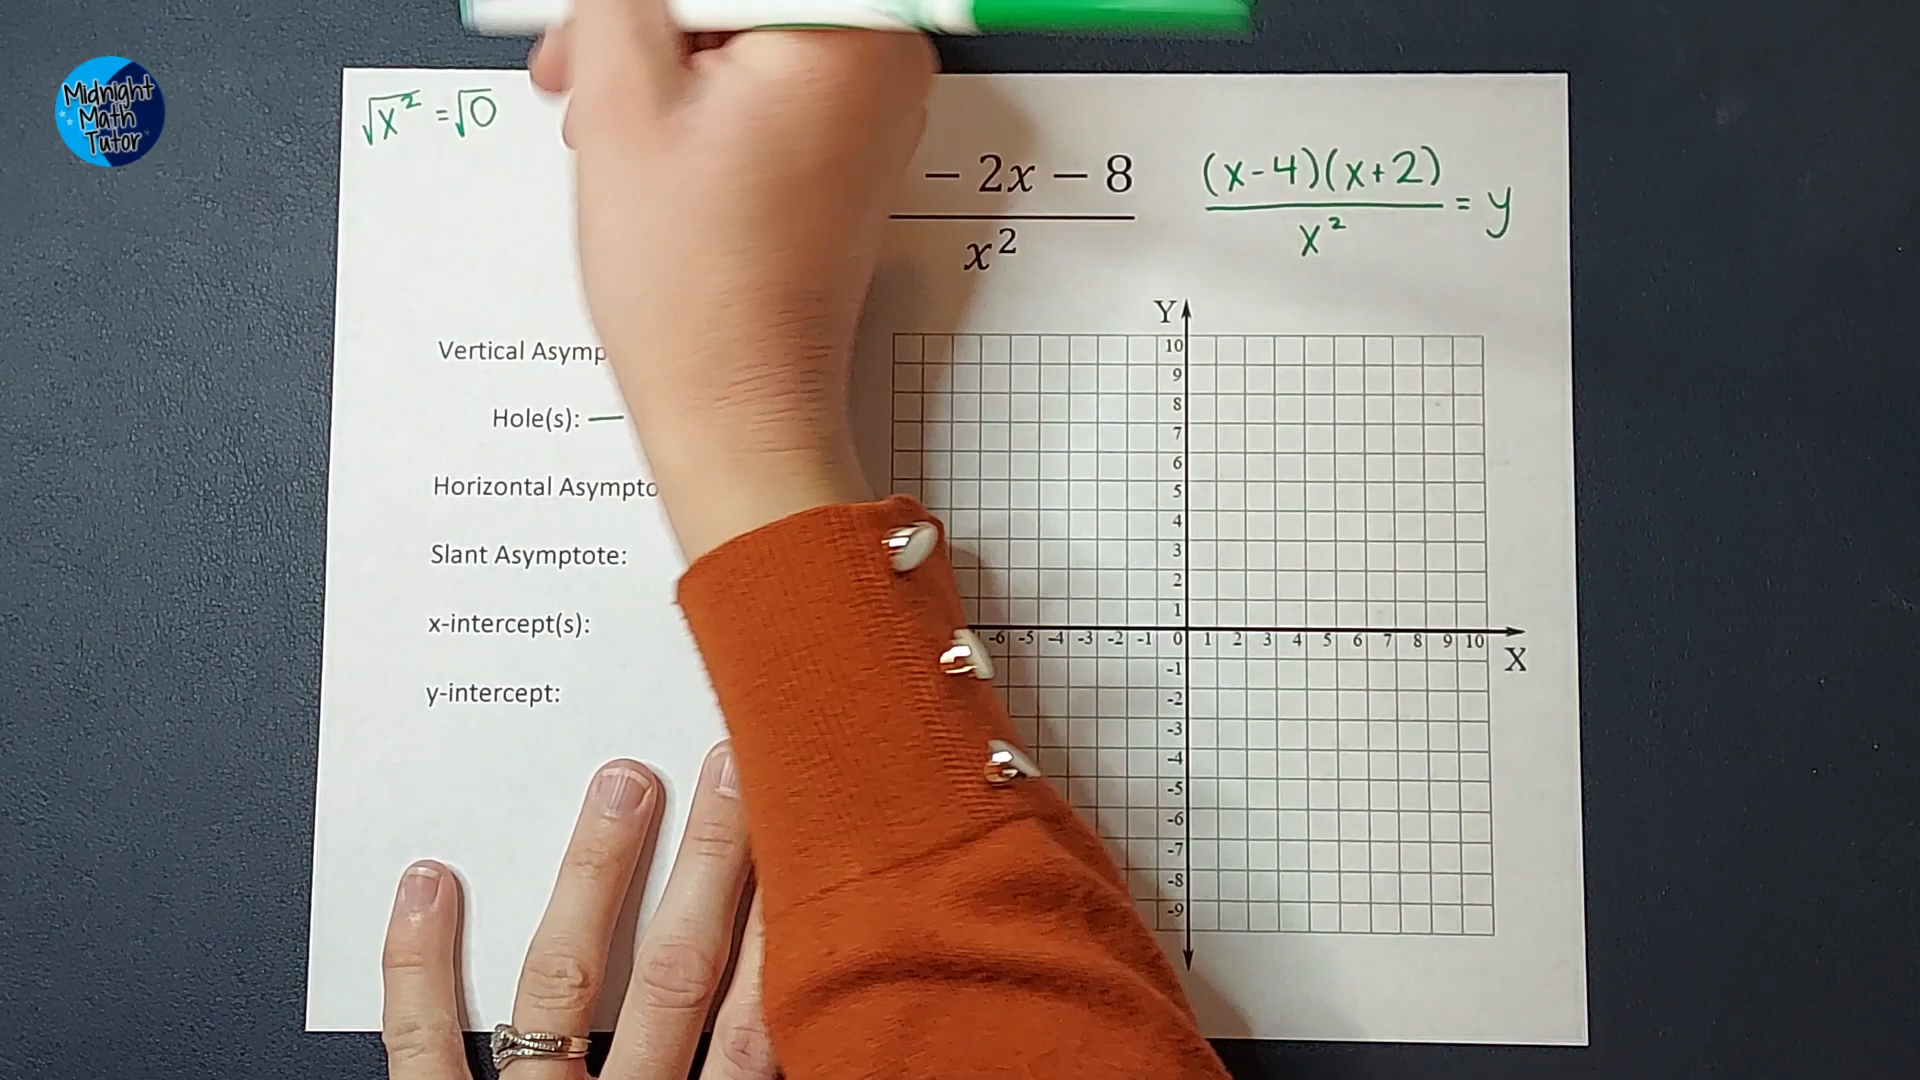 Midnight
Math
Tutor
√x² = √0
− 2x − 8
x²
(x-4)(x+2)
x²
= y
Vertical Asymp
Hole(s): —
Horizontal Asympto
Slant Asymptote:
x-intercept(s):
y-intercept:
Y
10
9
8
7
6
5
4
3
2
1
-6 -5 -4 -3 -2 -1 0 1 2 3 4 5 6 7 8 9 10
X
-1
-2
-3
-4
-5
-6
-7
-8
-9